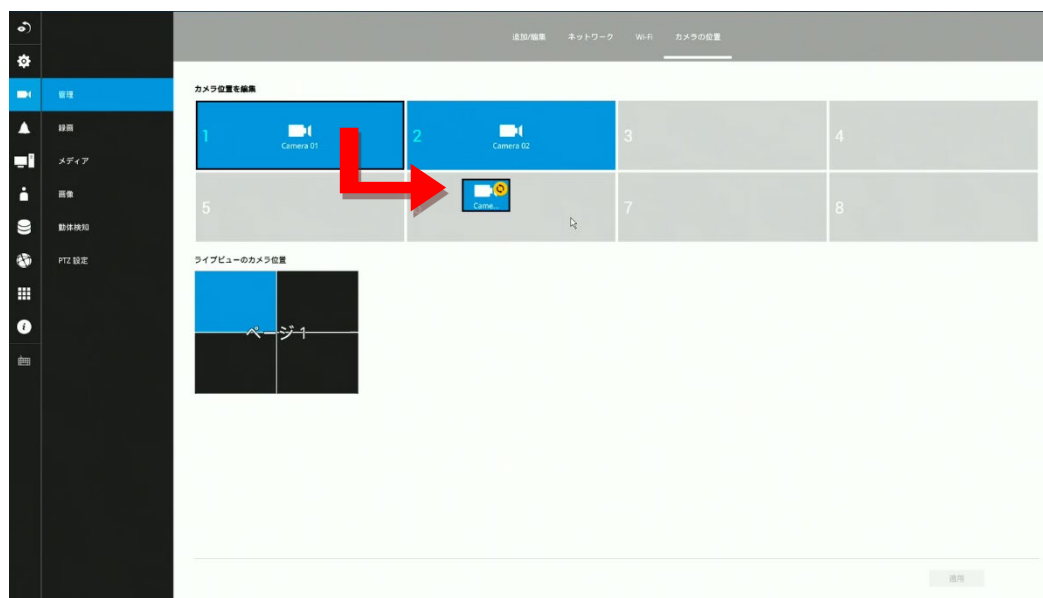 追加/編集 ネットワーク Wi-Fi カメラの位置
管理
録画
メディア
画像
動体検知
PTZ 設定
カメラ位置を編集
1 Camera 01
2 Camera 02
3
4
5
Came...
7
8
ライブビューのカメラ位置
ページ 1
適用